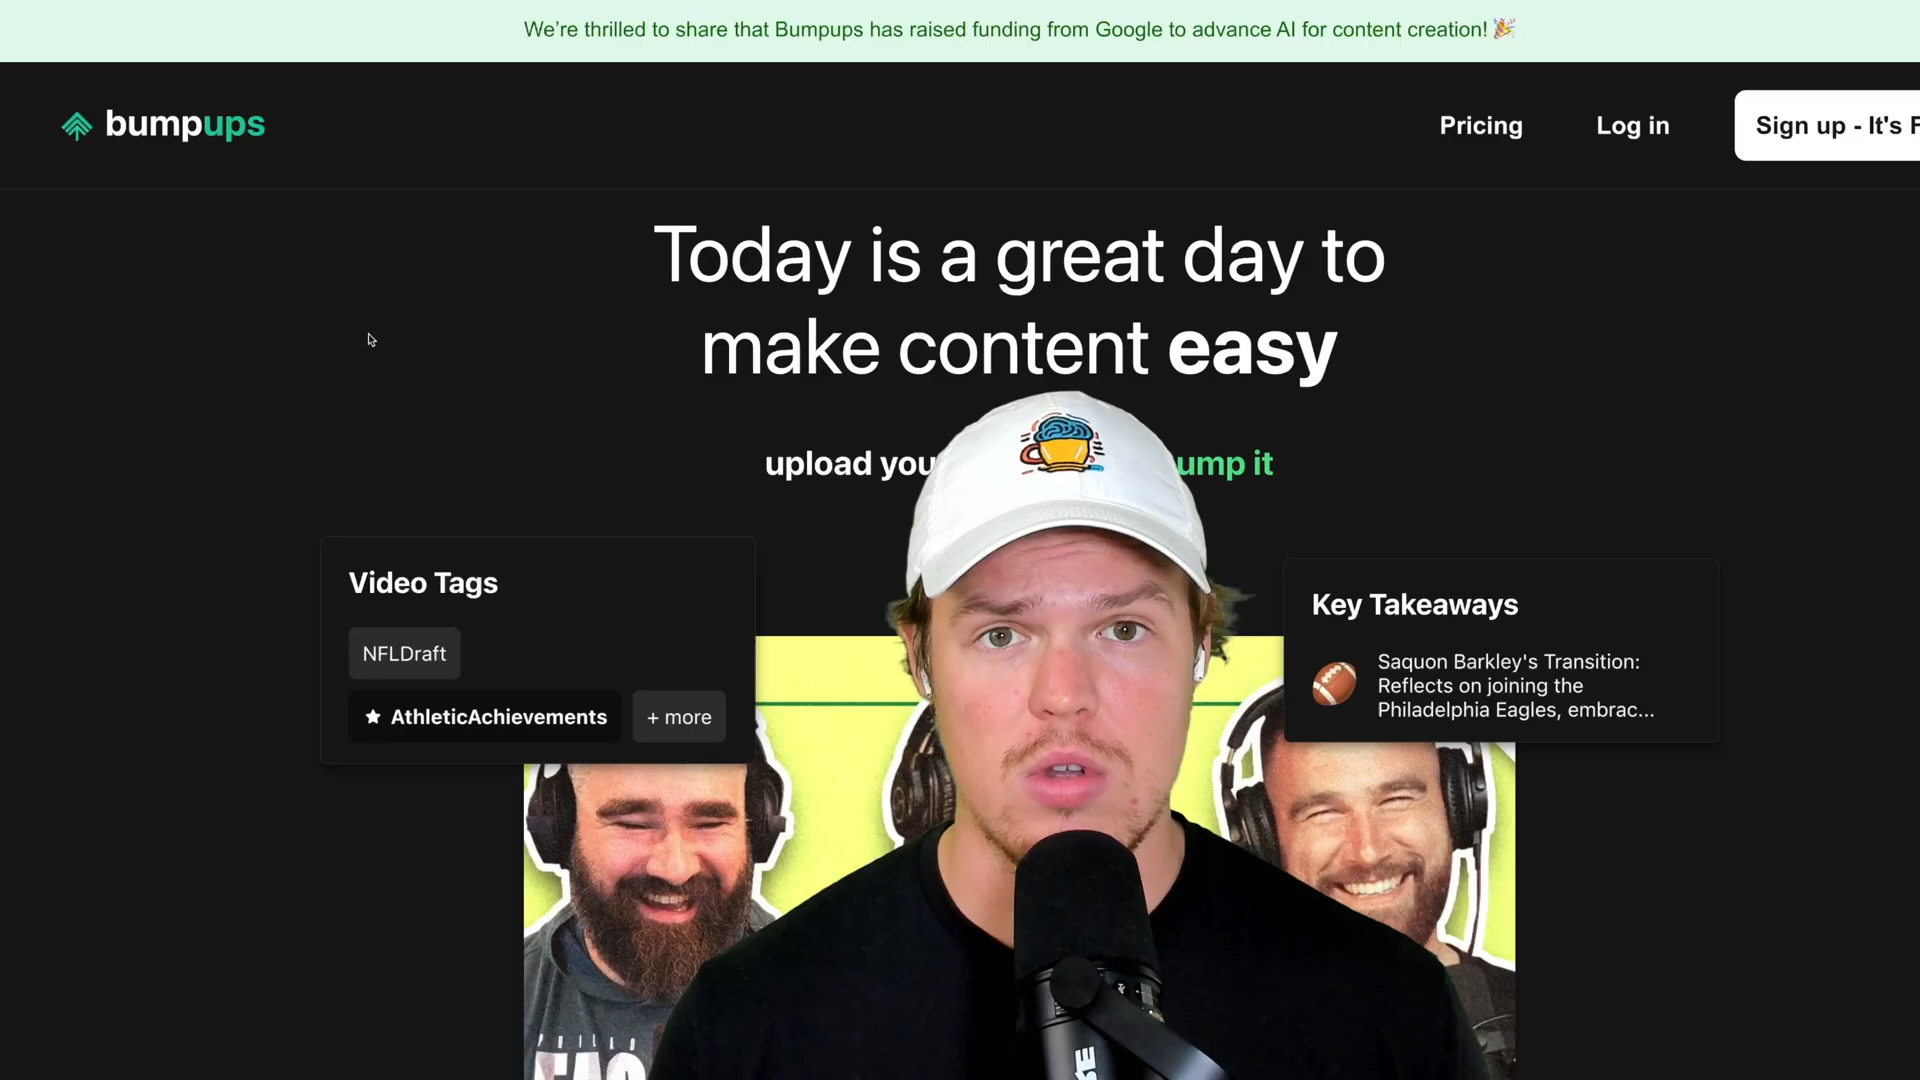 We’re thrilled to share that Bumpups has raised funding from Google to advance AI for content creation! 🎉
bumpups
Pricing
Log in
Sign up - It's F
Today is a great day to
make content easy
upload you
ump it
Video Tags
NFLDraft
★ AthleticAchievements
+ more
Key Takeaways
Saquon Barkley's Transition:
Reflects on joining the
Philadelphia Eagles, embrac...
PHILAD